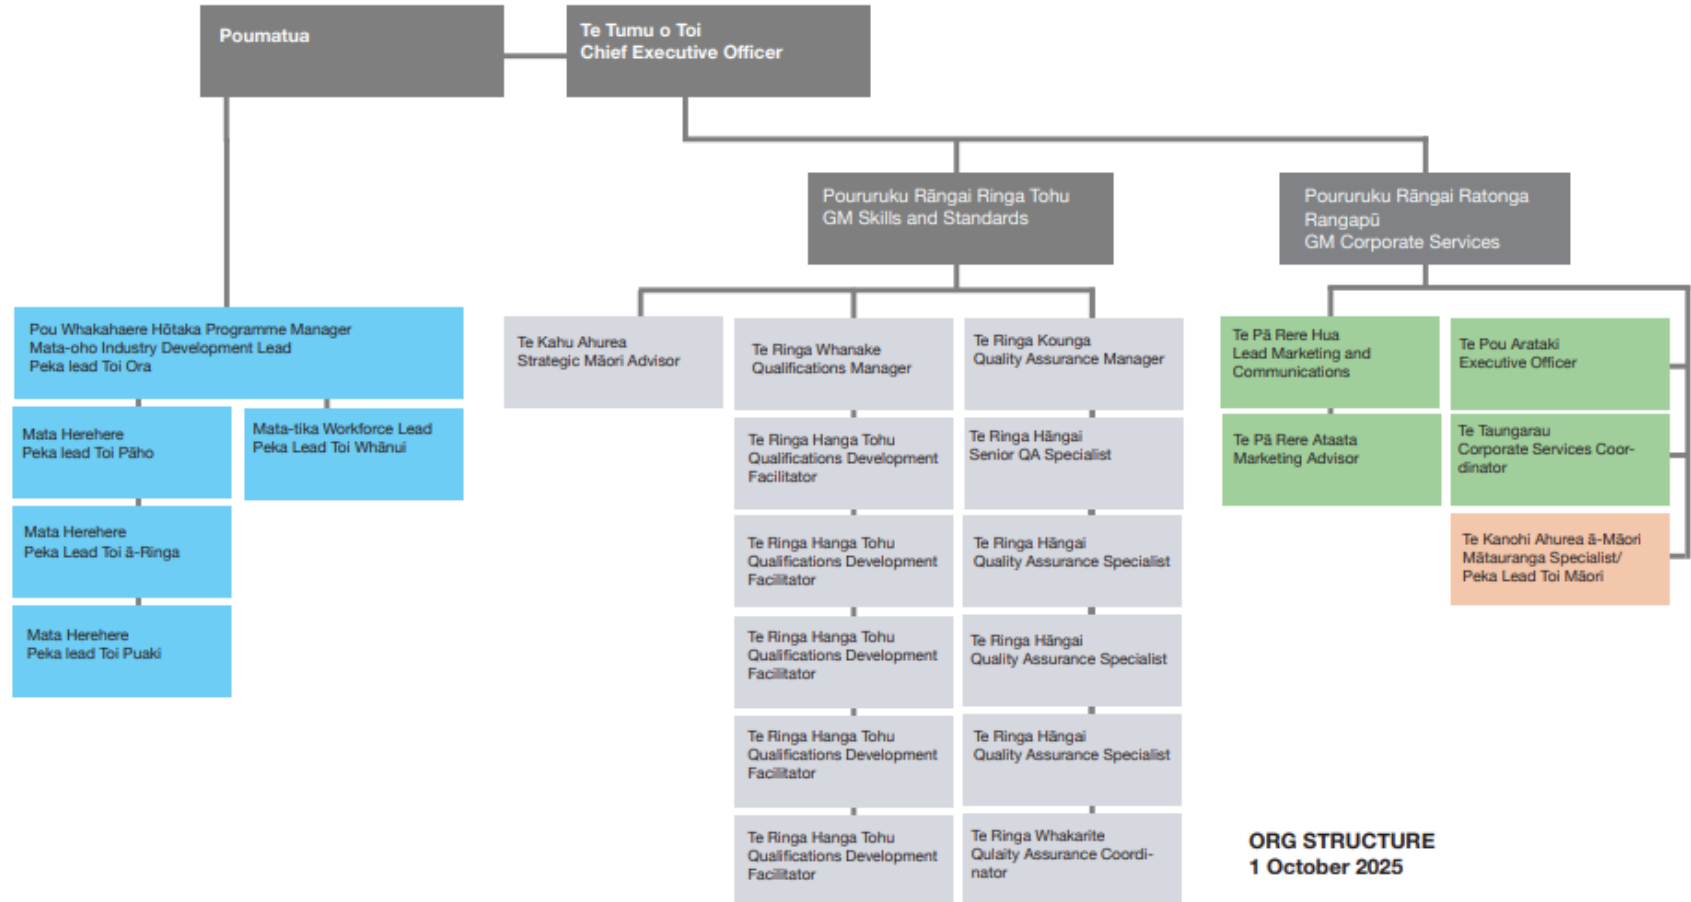 Poumatua
Te Tumu o Toi
Chief Executive Officer
Poururuku Rāngai Ringa Tohu
GM Skills and Standards
Poururuku Rāngai Ratonga
Rangapū
GM Corporate Services
Pou Whakahaere Hōtaka Programme Manager
Mata-oho Industry Development Lead
Peka lead Toi Ora
Mata Herehere
Peka lead Toi Pāho
Mata-tika Workforce Lead
Peka Lead Toi Whānui
Mata Herehere
Peka Lead Toi ā-Ringa
Mata Herehere
Peka lead Toi Puaki
Te Kahu Ahurea
Strategic Māori Advisor
Te Ringa Whanake
Qualifications Manager
Te Ringa Hanga Tohu
Qualifications Development
Facilitator
Te Ringa Hanga Tohu
Qualifications Development
Facilitator
Te Ringa Hanga Tohu
Qualifications Development
Facilitator
Te Ringa Hanga Tohu
Qualifications Development
Facilitator
Te Ringa Hanga Tohu
Qualifications Development
Facilitator
Te Ringa Kounga
Quality Assurance Manager
Te Ringa Hāngai
Senior QA Specialist
Te Ringa Hāngai
Quality Assurance Specialist
Te Ringa Hāngai
Quality Assurance Specialist
Te Ringa Hāngai
Quality Assurance Specialist
Te Ringa Whakarite
Qulaity Assurance Coordi-
nator
Te Pā Rere Hua
Lead Marketing and
Communications
Te Pā Rere Ataata
Marketing Advisor
Te Pou Arataki
Executive Officer
Te Taungarau
Corporate Services Coor-
dinator
Te Kanohi Ahurea ā-Māori
Mātauranga Specialist/
Peka Lead Toi Māori
ORG STRUCTURE
1 October 2025